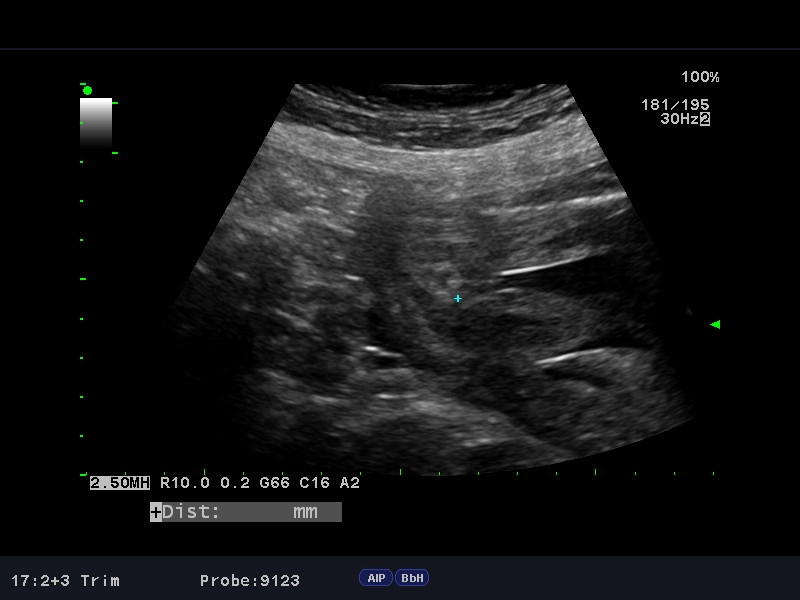 100%
181/195
30Hz2
2.50MH R10.0 0.2 G66 C16 A2
+Dist: mm
17:2+3 Trim Probe:9123 AIP BbH